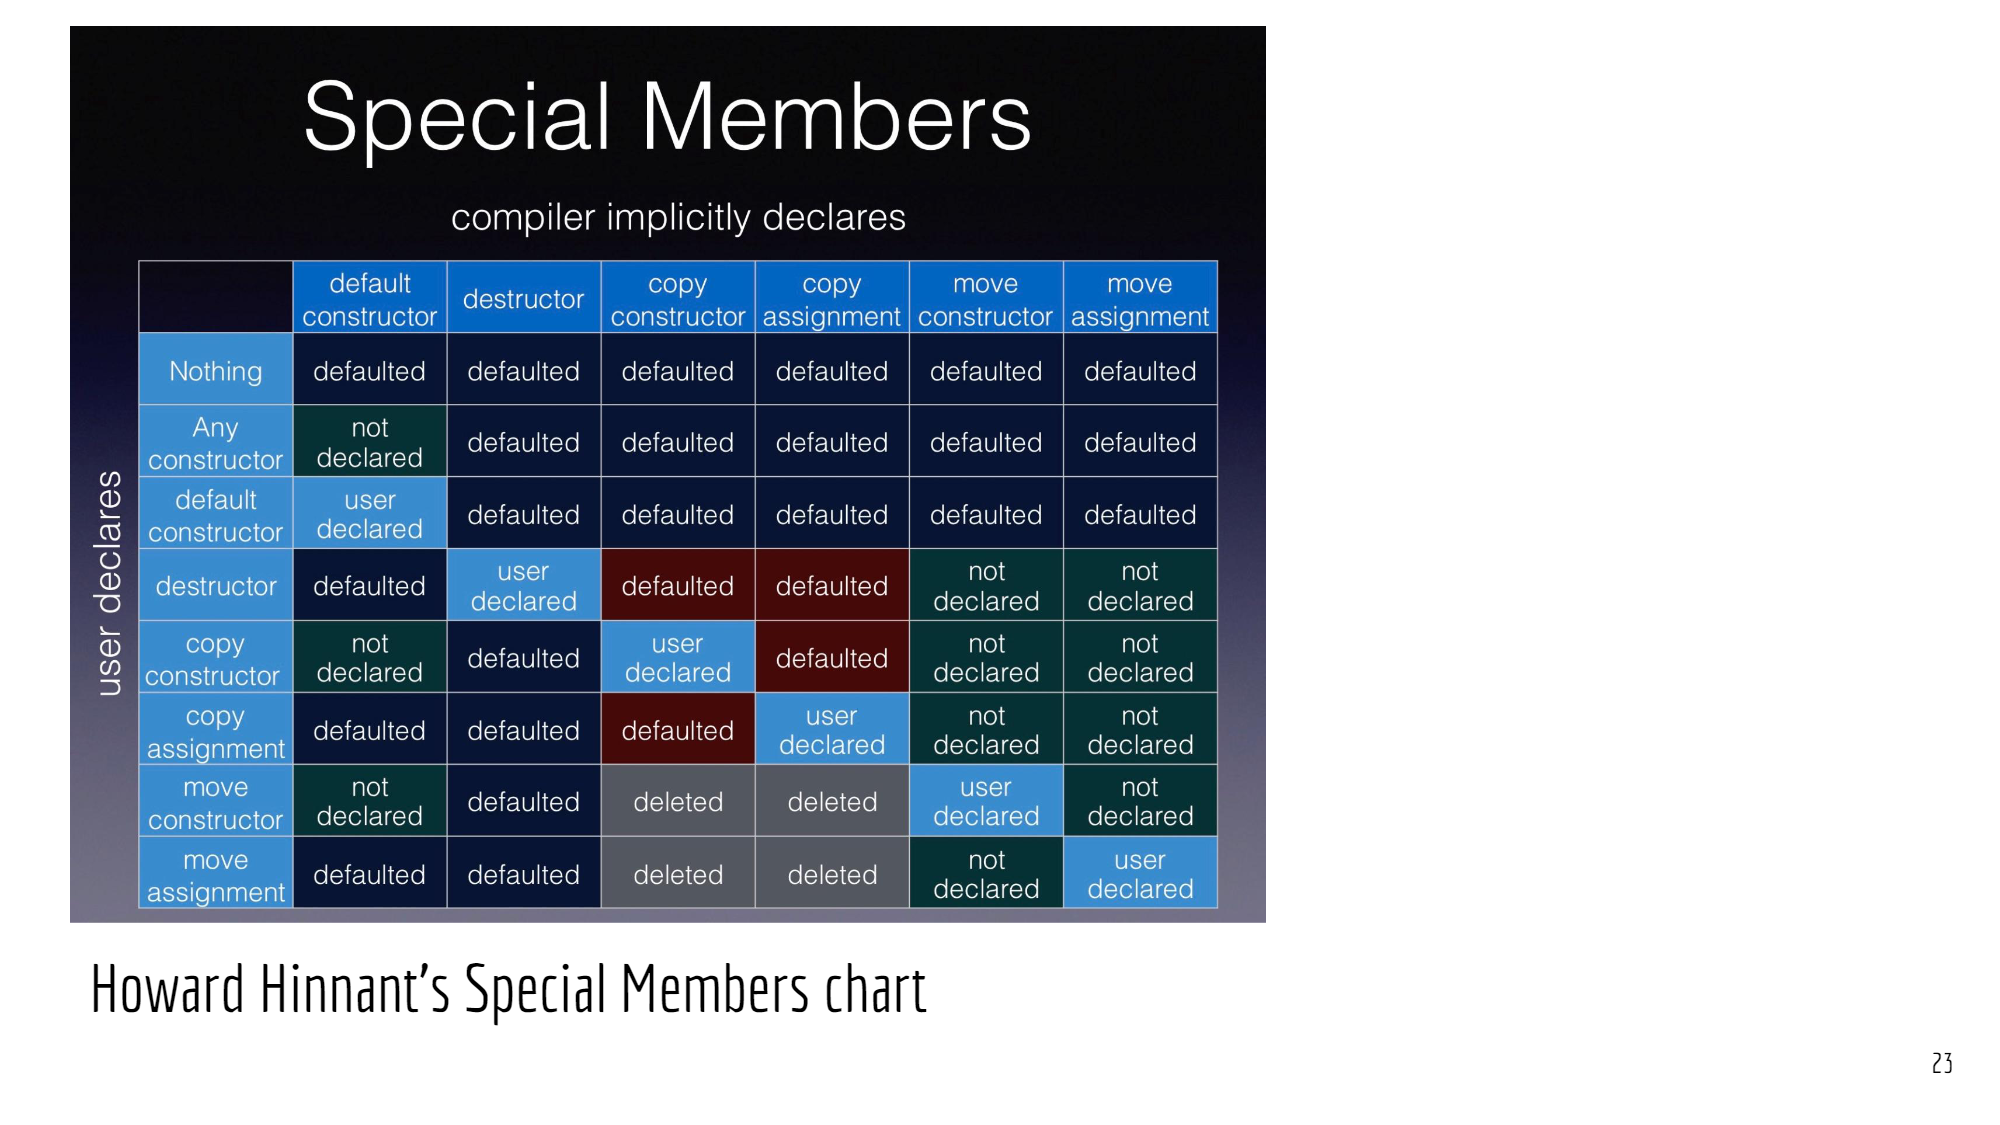 Special Members
compiler implicitly declares
user declares
default constructor destructor copy constructor copy assignment move constructor move assignment
Nothing defaulted defaulted defaulted defaulted defaulted defaulted
Any constructor not declared defaulted defaulted defaulted defaulted defaulted
default constructor user declared defaulted defaulted defaulted defaulted defaulted
destructor defaulted user declared defaulted defaulted not declared not declared
copy constructor not declared defaulted user declared defaulted not declared not declared
copy assignment defaulted defaulted defaulted user declared not declared not declared
move constructor not declared defaulted deleted deleted user declared not declared
move assignment defaulted defaulted deleted deleted not declared user declared
Howard Hinnant's Special Members chart
23